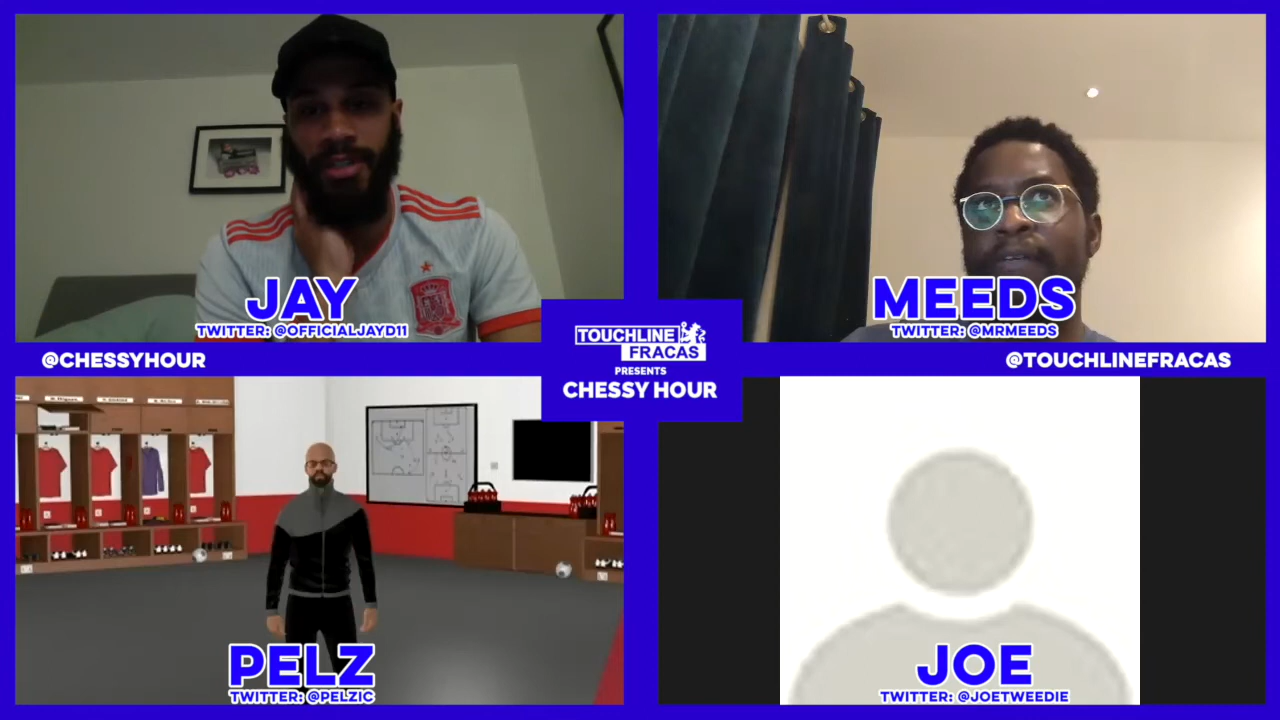 JAY
TWITTER: @OFFICIALJAYD11
MEEDS
TWITTER: @MRMEEDS
@CHESSYHOUR
TOUCHLINE
FRACAS
PRESENTS
CHESSY HOUR
@TOUCHLINEFRACAS
PELZ
TWITTER: @PELZIC
JOE
TWITTER: @JOETWEEDIE